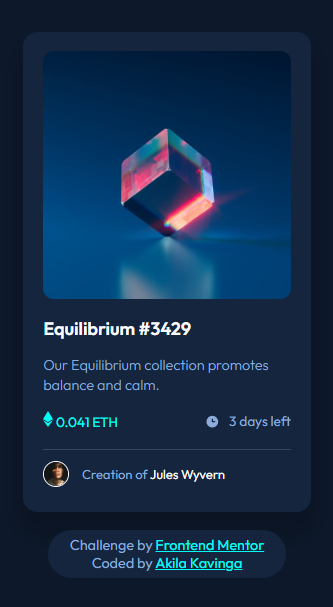 Equilibrium #3429
Our Equilibrium collection promotes
balance and calm.
0.041 ETH
3 days left
Creation of Jules Wyvern
Challenge by Frontend Mentor
Coded by Akila Kavinga